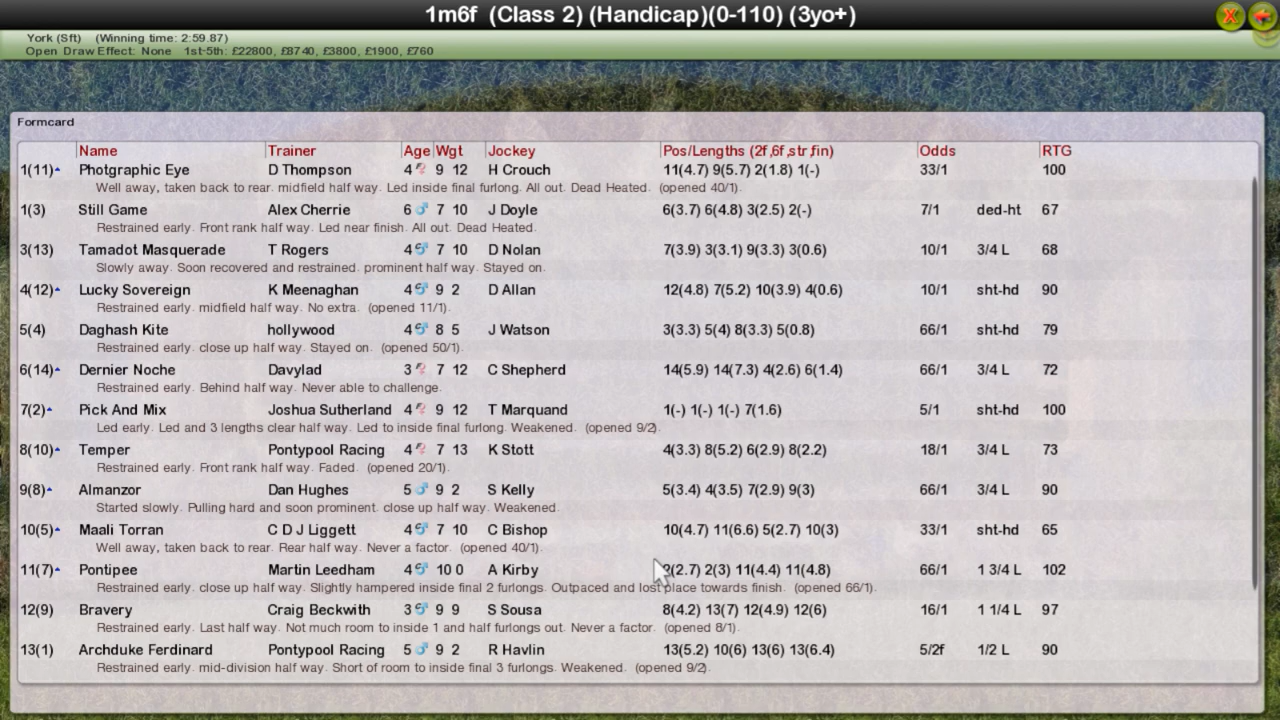 1m6f (Class 2) (Handicap)(0-110) (3yo+)
York (Sft) (Winning time: 2:59.87)
Open Draw Effect: None 1st-5th: £22800, £8740, £3800, £1900, £760
Formcard
Name Trainer Age Wgt Jockey Pos/Lengths (2f,6f,str,fin) Odds RTG
1(11) Photgraphic Eye D Thompson 4 9 12 H Crouch 11(4.7) 9(5.7) 2(1.8) 1(-) 33/1 100
Well away, taken back to rear. midfield half way. Led inside final furlong. All out. Dead Heated. (opened 40/1).
1(3) Still Game Alex Cherrie 6 7 10 J Doyle 6(3.7) 6(4.8) 3(2.5) 2(-) 7/1 ded-ht 67
Restrained early. Front rank half way. Led near finish. All out. Dead Heated.
3(13) Tamadot Masquerade T Rogers 4 7 10 D Nolan 7(3.9) 3(3.1) 9(3.3) 3(0.6) 10/1 3/4 L 68
Slowly away. Soon recovered and restrained. prominent half way. Stayed on.
4(12) Lucky Sovereign K Meenaghan 4 9 2 D Allan 12(4.8) 7(5.2) 10(3.9) 4(0.6) 10/1 sht-hd 90
Restrained early. midfield half way. No extra. (opened 11/1).
5(4) Daghash Kite hollywood 4 8 5 J Watson 3(3.3) 5(4) 8(3.3) 5(0.8) 66/1 sht-hd 79
Restrained early. close up half way. Stayed on. (opened 50/1).
6(14) Dernier Noche Davylad 3 7 12 C Shepherd 14(5.9) 14(7.3) 4(2.6) 6(1.4) 66/1 3/4 L 72
Restrained early. Behind half way. Never able to challenge.
7(2) Pick And Mix Joshua Sutherland 4 9 12 T Marquand 1(-) 1(-) 1(-) 7(1.6) 5/1 sht-hd 100
Led early. Led and 3 lengths clear half way. Led to inside final furlong. Weakened. (opened 9/2).
8(10) Temper Pontypool Racing 4 7 13 K Stott 4(3.3) 8(5.2) 6(2.9) 8(2.2) 18/1 3/4 L 73
Restrained early. Front rank half way. Faded. (opened 20/1).
9(8) Almanzor Dan Hughes 5 9 2 S Kelly 5(3.4) 4(3.5) 7(2.9) 9(3) 66/1 3/4 L 90
Started slowly. Pulling hard and soon prominent. close up half way. Weakened.
10(5) Maali Torran C D J Liggett 4 7 10 C Bishop 10(4.7) 11(6.6) 5(2.7) 10(3) 33/1 sht-hd 65
Well away, taken back to rear. Rear half way. Never a factor. (opened 40/1).
11(7) Pontipee Martin Leedham 4 10 0 A Kirby 2(2.7) 2(3) 11(4.4) 11(4.8) 66/1 1 3/4 L 102
Restrained early. close up half way. Slightly hampered inside final 2 furlongs. Outpaced and lost place towards finish. (opened 66/1).
12(9) Bravery Craig Beckwith 3 9 9 S Sousa 8(4.2) 13(7) 12(4.9) 12(6) 16/1 1 1/4 L 97
Restrained early. Last half way. Not much room to inside 1 and half furlongs out. Never a factor. (opened 8/1).
13(1) Archduke Ferdinand Pontypool Racing 5 9 2 R Havlin 13(5.2) 10(6) 13(6) 13(6.4) 5/2f 1/2 L 90
Restrained early. mid-division half way. Short of room to inside final 3 furlongs. Weakened. (opened 9/2).